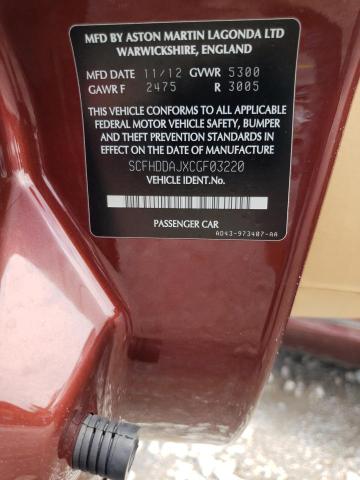 MFD BY ASTON MARTIN LAGONDA LTD
WARWICKSHIRE, ENGLAND
MFD DATE 11/12 GVWR 5300
GAWR F 2475 R 3005
THIS VEHICLE CONFORMS TO ALL APPLICABLE
FEDERAL MOTOR VEHICLE SAFETY, BUMPER
AND THEFT PREVENTION STANDARDS IN
EFFECT ON THE DATE OF MANUFACTURE
SCFHDDAJXCGF03220
VEHICLE IDENT.No.
PASSENGER CAR
AD43-973407-AA